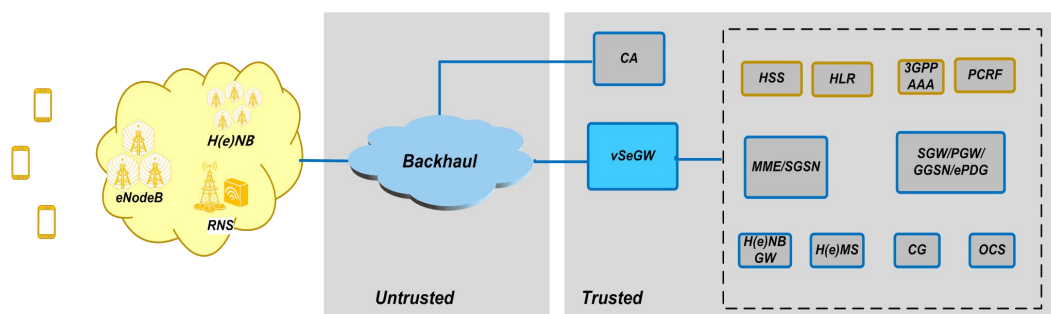 H(e)NB
eNodeB
RNS
Backhaul
Untrusted
CA
vSeGW
Trusted
HSS
HLR
3GPP
AAA
PCRF
MME/SGSN
SGW/PGW/
GGSN/ePDG
H(e)NB
GW
H(e)MS
CG
OCS